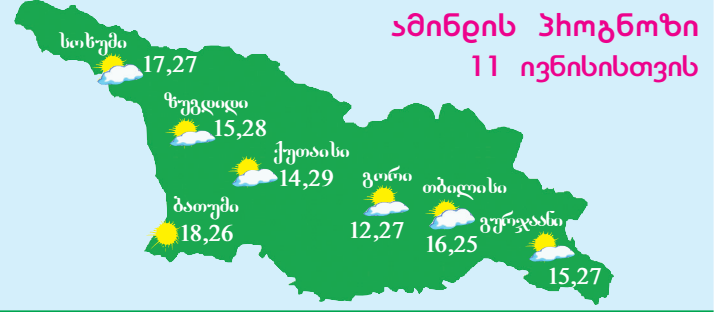 ამინდის პროგნოზი
11 ივნისისთვის
სოხუმი
17,27
ზუგდიდი
15,28
ქუთაისი
14,29
გორი
12,27
თბილისი
16,25
ბათუმი
18,26
გურჯაანი
15,27